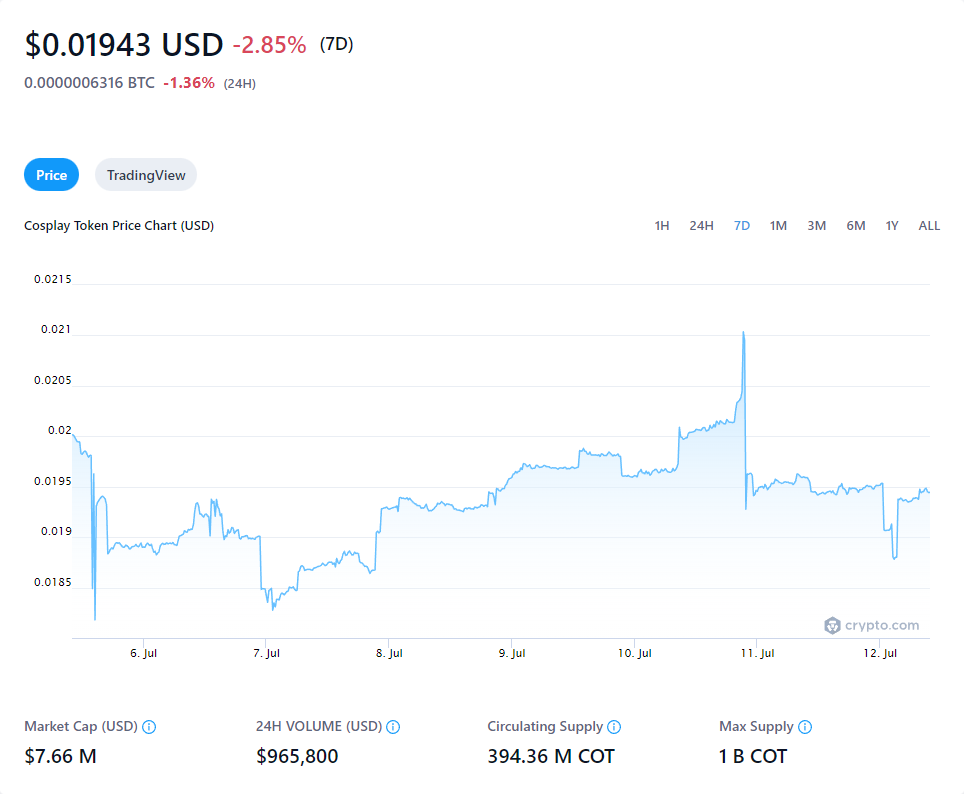 $0.01943 USD -2.85% (7D)
0.0000006316 BTC -1.36% (24H)
Price TradingView
Cosplay Token Price Chart (USD) 1H 24H 7D 1M 3M 6M 1Y ALL
0.0215
0.021
0.0205
0.02
0.0195
0.019
0.0185
crypto.com
6. Jul 7. Jul 8. Jul 9. Jul 10. Jul 11. Jul 12. Jul
Market Cap (USD) 24H VOLUME (USD) Circulating Supply Max Supply
$7.66 M $965,800 394.36 M COT 1 B COT